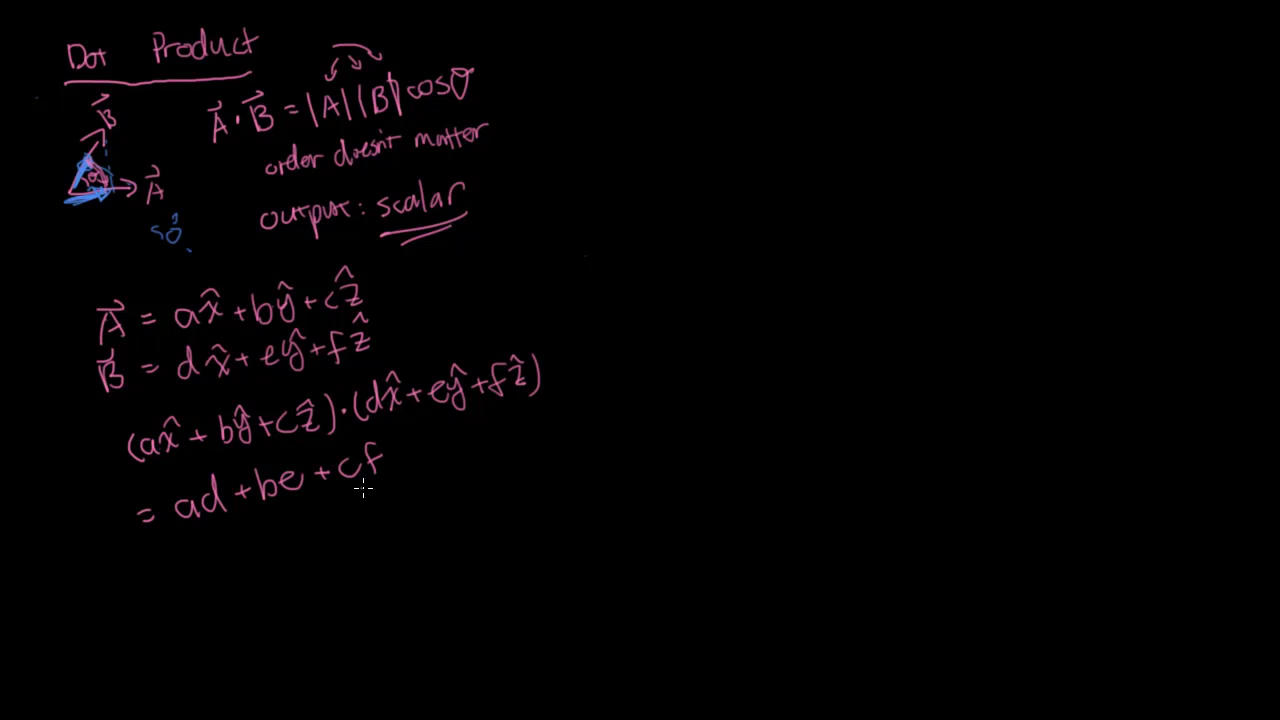 Dot Product
A⃗ · B⃗ = |A||B| cosθ
B⃗
order doesn't matter
θ
A⃗
output: scalar
A⃗ = ax̂ + bŷ + cẑ
B⃗ = dx̂ + eŷ + fẑ
(ax̂ + bŷ + cẑ) · (dx̂ + eŷ + fẑ)
= ad + be + cf